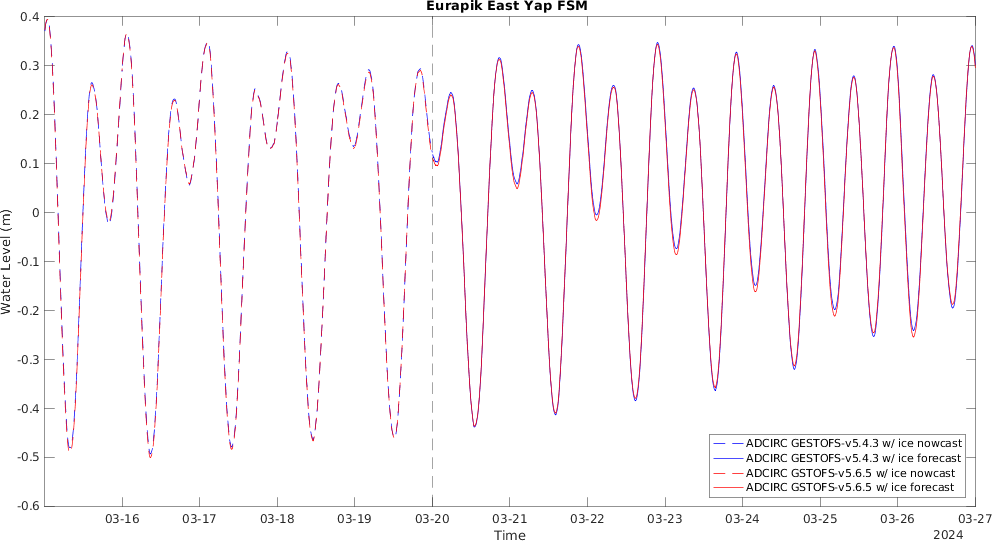 Eurapik East Yap FSM
0.4
0.3
0.2
0.1
0
-0.1
-0.2
-0.3
-0.4
-0.5
-0.6
Water Level (m)
ADCIRC GESTOFS-v5.4.3 w/ ice nowcast
ADCIRC GESTOFS-v5.4.3 w/ ice forecast
ADCIRC GSTOFS-v5.6.5 w/ ice nowcast
ADCIRC GSTOFS-v5.6.5 w/ ice forecast
03-16 03-17 03-18 03-19 03-20 03-21 03-22 03-23 03-24 03-25 03-26 03-27
Time
2024